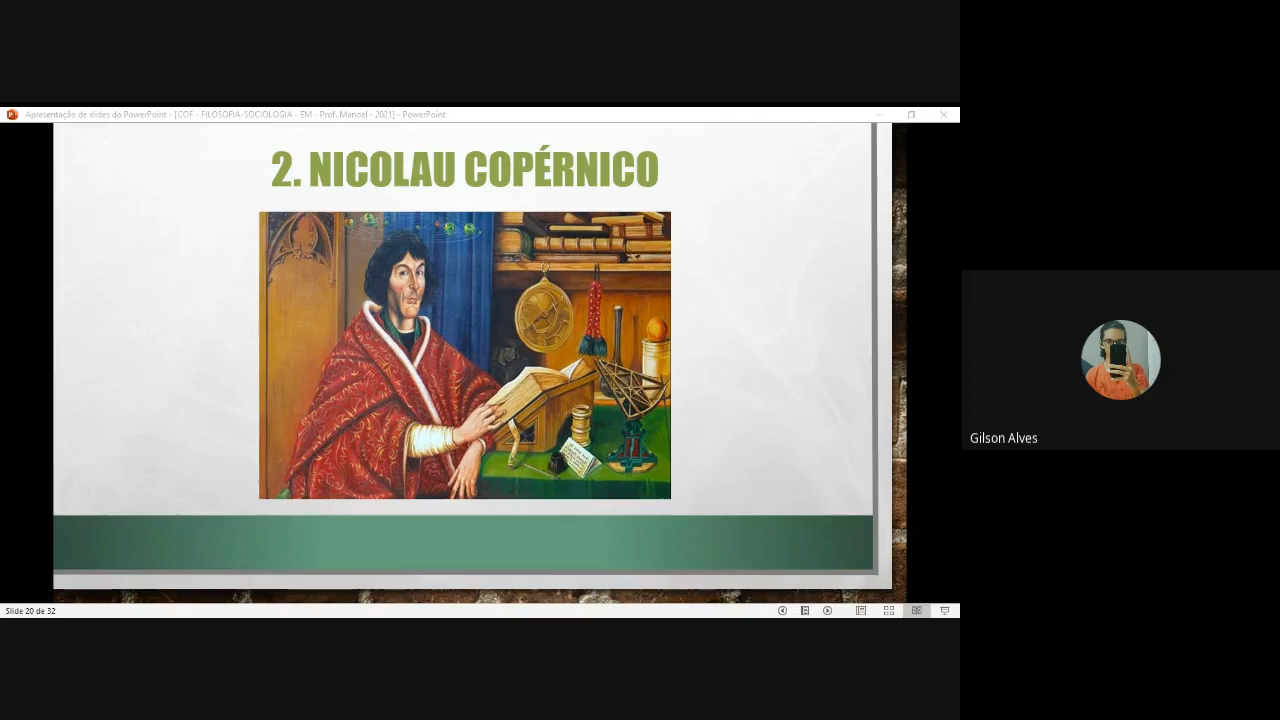 Apresentação de slides do PowerPoint - [COF - FILOSOFIA-SOCIOLOGIA - EM - Prof. Manoel - 2021] - PowerPoint
2. NICOLAU COPÉRNICO
Gilson Alves
Slide 20 de 32